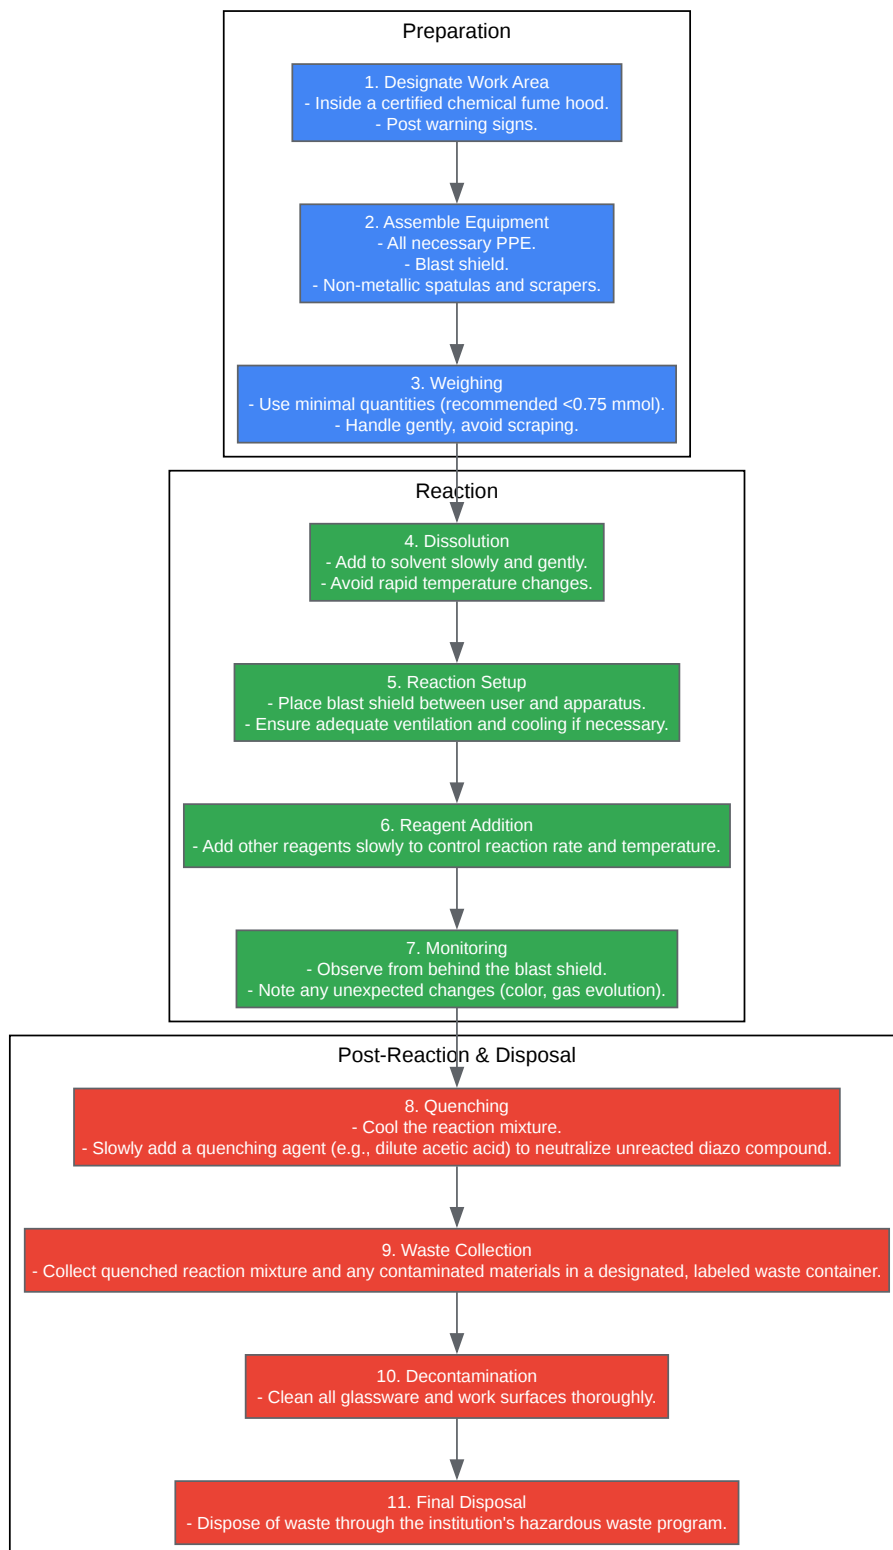 Preparation
1. Designate Work Area
- Inside a certified chemical fume hood.
- Post warning signs.
2. Assemble Equipment
- All necessary PPE.
- Blast shield.
- Non-metallic spatulas and scrapers.
3. Weighing
- Use minimal quantities (recommended <0.75 mmol).
- Handle gently, avoid scraping.
Reaction
4. Dissolution
- Add to solvent slowly and gently.
- Avoid rapid temperature changes.
5. Reaction Setup
- Place blast shield between user and apparatus.
- Ensure adequate ventilation and cooling if necessary.
6. Reagent Addition
- Add other reagents slowly to control reaction rate and temperature.
7. Monitoring
- Observe from behind the blast shield.
- Note any unexpected changes (color, gas evolution).
Post-Reaction & Disposal
8. Quenching
- Cool the reaction mixture.
- Slowly add a quenching agent (e.g., dilute acetic acid) to neutralize unreacted diazo compound.
9. Waste Collection
- Collect quenched reaction mixture and any contaminated materials in a designated, labeled waste container.
10. Decontamination
- Clean all glassware and work surfaces thoroughly.
11. Final Disposal
- Dispose of waste through the institution's hazardous waste program.